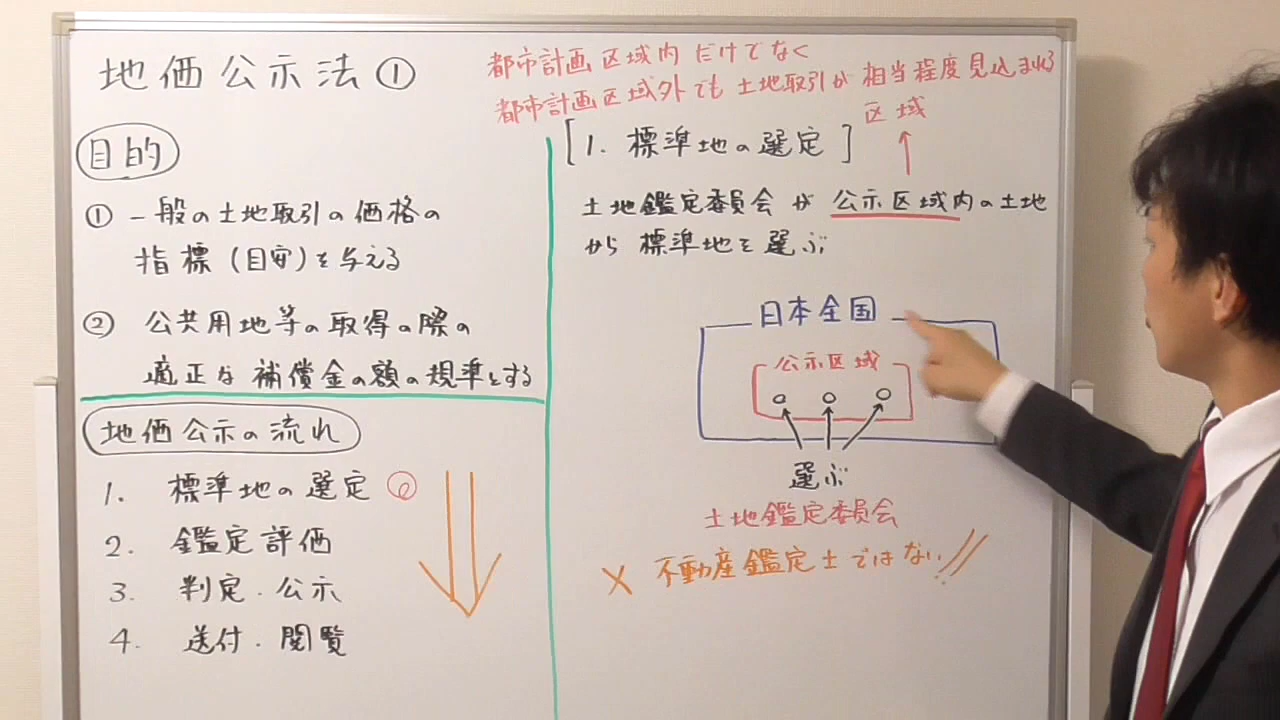 地価公示法①
目的
① 一般の土地取引の価格の
指標(目安)を与える
② 公共用地等の取得の際の
適正な補償金の額の規準とする
地価公示の流れ
1. 標準地の選定
2. 鑑定評価
3. 判定・公示
4. 送付・閲覧
都市計画区域内だけでなく
都市計画区域外でも土地取引が相当程度見込まれる
区域
[1. 標準地の選定]
土地鑑定委員会が公示区域内の土地
から標準地を選ぶ
日本全国
公示区域
選ぶ
土地鑑定委員会
× 不動産鑑定士ではない!!